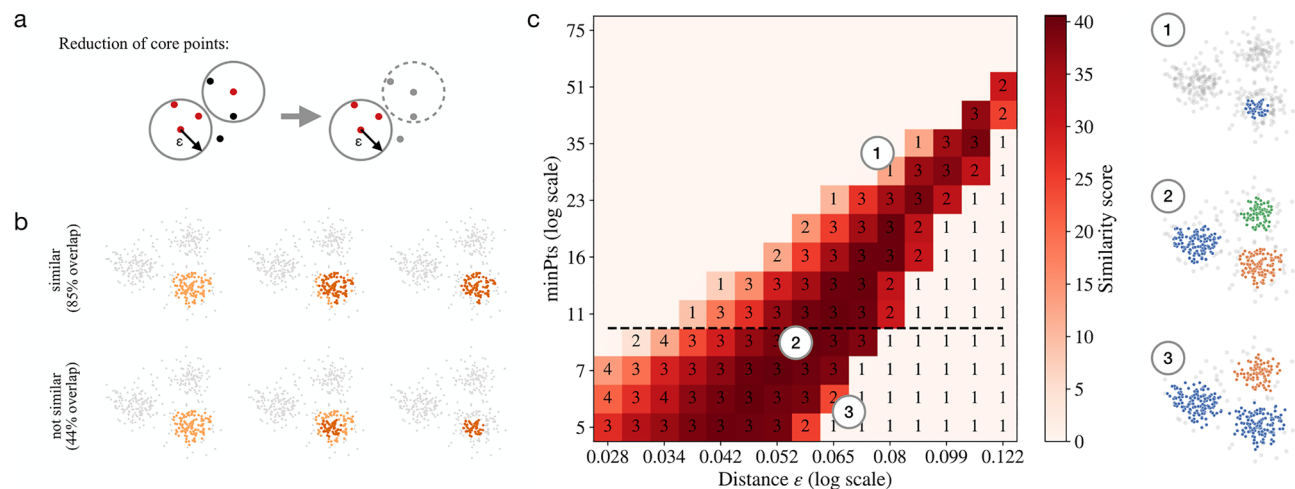 a
Reduction of core points:
ε
ε
b
similar
(85% overlap)
not similar
(44% overlap)
c
minPts (log scale)
75
51
2
3 2
35
1 3 3 3 1
1
1 3 3 2 1
23
1 3 3 3 2 1 1
2 3 3 3 2 1 1 1
16
2 3 3 3 3 2 1 1 1
1 3 3 3 3 3 2 1 1 1 1
11
1 3 3 3 3 3 3 2 1 1 1 1
2 4 3 3 3 3 2 3 3 1 1 1 1 1
7
4 3 3 3 3 3 3 3 3 1 1 1 1 1 1
4 3 4 3 3 3 3 3 2 1 1 1 1 1 1
3
5
3 3 3 3 3 3 3 2 1 1 1 1 1 1 1
0.028 0.034 0.042 0.052 0.065 0.08 0.099 0.122
Distance ε (log scale)
40
35
30
25
20
15
10
5
0
Similarity score
1
2
3